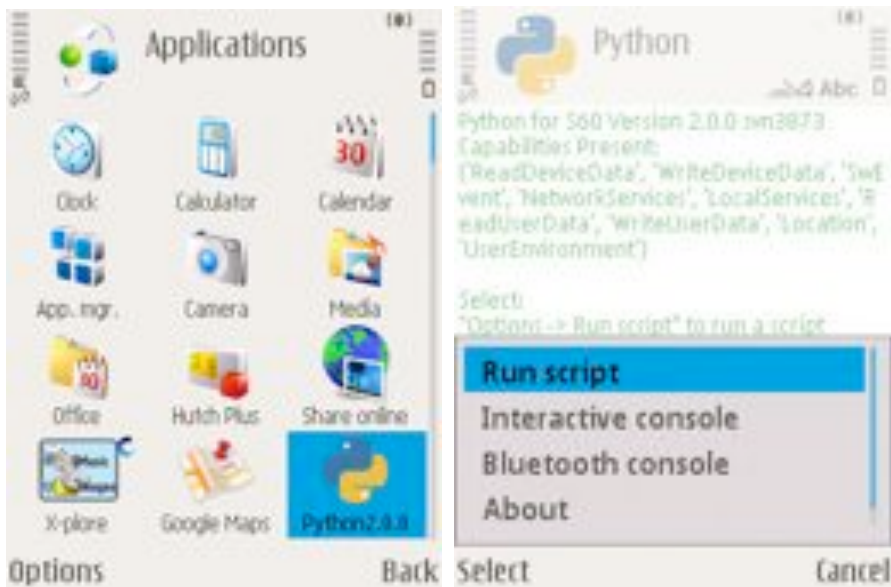 Applications
30
Clock
Calculator
Calendar
App. mgr.
Camera
Media
Office
Hutch Plus
Share online
X-plore
Google Maps
Python2.0.0
Options
Back
Python
Abc
Python for S60 Version 2.0.0 svn3873
Capabilities Present:
('ReadDeviceData', 'WriteDeviceData', 'SwE
vent', 'NetworkServices', 'LocalServices', 'R
eadUserData', 'WriteUserData', 'Location',
'UserEnvironment')
Select:
"Options -> Run script" to run a script
Run script
Interactive console
Bluetooth console
About
Select
Cancel